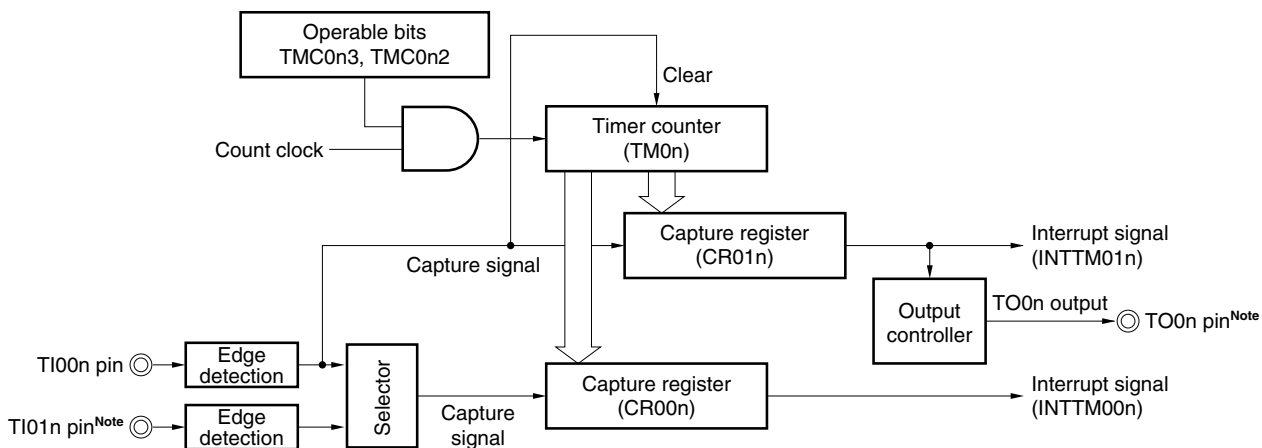 Operable bits
TMC0n3, TMC0n2
Clear
Timer counter
(TM0n)
Count clock
Capture register
(CR01n)
Interrupt signal
(INTTM01n)
Capture signal
Output
controller
TO0n output
TO0n pinNote
TI00n pin
Edge
detection
Selector
Capture register
(CR00n)
Interrupt signal
(INTTM00n)
Capture
signal
TI01n pinNote
Edge
detection